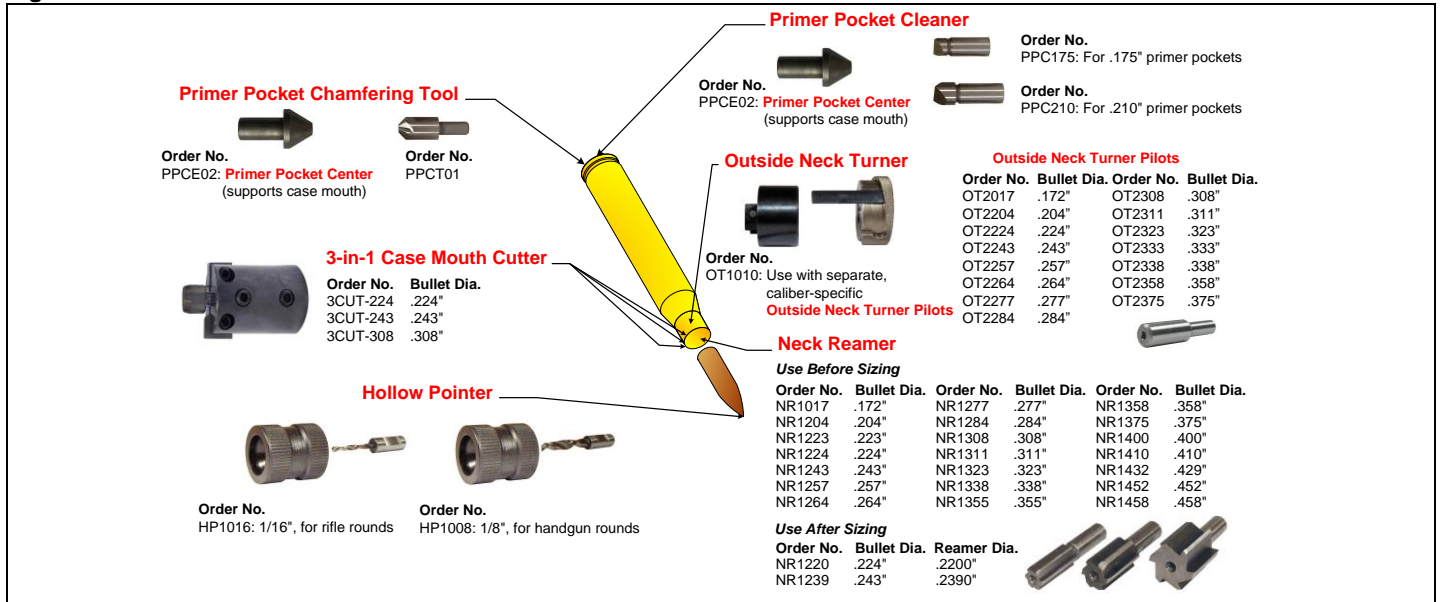 Primer Pocket Cleaner
Order No.
PPCE02: Primer Pocket Center
(supports case mouth)
Order No.
PPC175: For .175" primer pockets
Order No.
PPC210: For .210" primer pockets
Primer Pocket Chamfering Tool
Order No.
PPCE02: Primer Pocket Center
(supports case mouth)
Order No.
PPCT01
Outside Neck Turner
Order No.
OT1010: Use with separate,
caliber-specific
Outside Neck Turner Pilots
Outside Neck Turner Pilots
Order No. Bullet Dia. Order No. Bullet Dia.
OT2017 .172" OT2308 .308"
OT2204 .204" OT2311 .311"
OT2224 .224" OT2323 .323"
OT2243 .243" OT2333 .333"
OT2257 .257" OT2338 .338"
OT2264 .264" OT2358 .358"
OT2277 .277" OT2375 .375"
OT2284 .284"
3-in-1 Case Mouth Cutter
Order No. Bullet Dia.
3CUT-224 .224"
3CUT-243 .243"
3CUT-308 .308"
Neck Reamer
Use Before Sizing
Order No. Bullet Dia. Order No. Bullet Dia. Order No. Bullet Dia.
NR1017 .172" NR1277 .277" NR1358 .358"
NR1204 .204" NR1284 .284" NR1375 .375"
NR1223 .223" NR1308 .308" NR1400 .400"
NR1224 .224" NR1311 .311" NR1410 .410"
NR1243 .243" NR1323 .323" NR1432 .429"
NR1257 .257" NR1338 .338" NR1452 .452"
NR1264 .264" NR1355 .355" NR1458 .458"
Use After Sizing
Order No. Bullet Dia. Reamer Dia.
NR1220 .224" .2200"
NR1239 .243" .2390"
Hollow Pointer
Order No.
HP1016: 1/16", for rifle rounds
Order No.
HP1008: 1/8", for handgun rounds